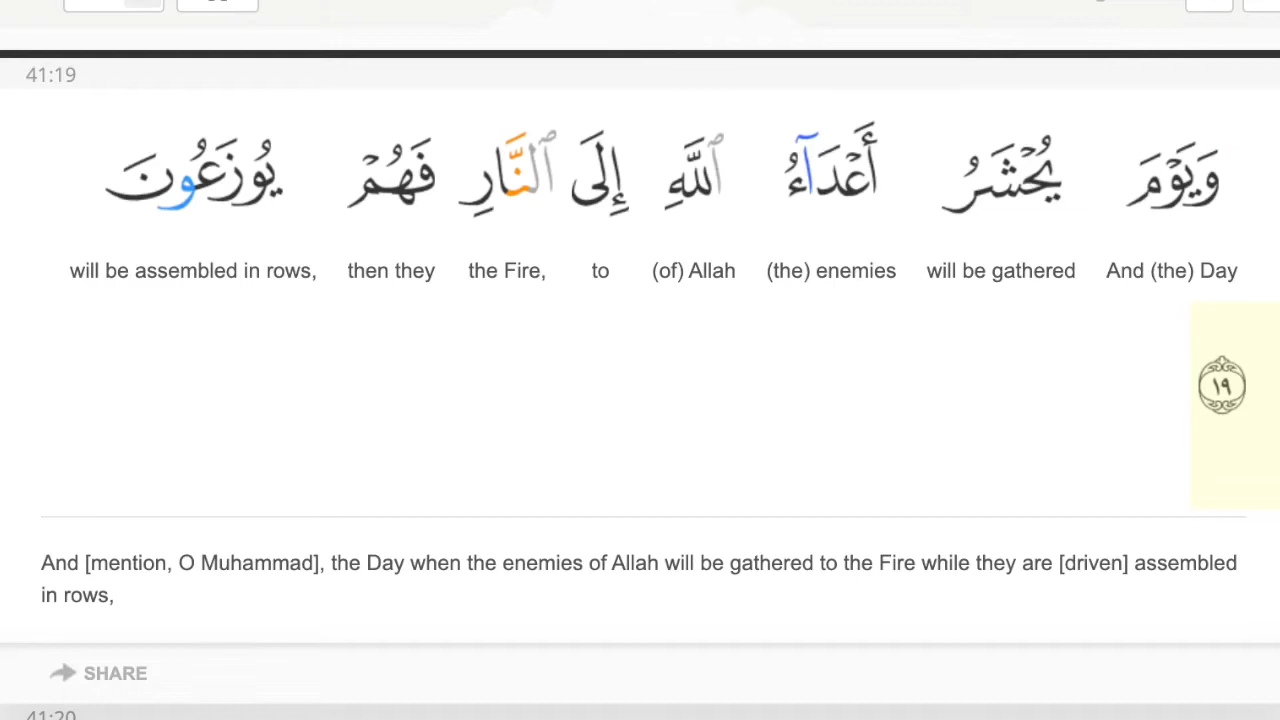 41:19
وَيَوْمَ يُحْشَرُ أَعْدَآءُ ٱللَّهِ إِلَى ٱلنَّارِ فَهُمْ يُوزَعُونَ
will be assembled in rows, then they the Fire, to (of) Allah (the) enemies will be gathered And (the) Day
١٩
And [mention, O Muhammad], the Day when the enemies of Allah will be gathered to the Fire while they are [driven] assembled
in rows,
SHARE
41:20